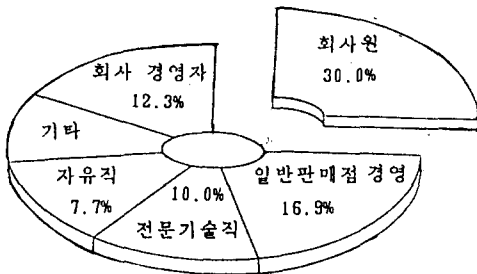 회사원
30.0%
회사 경영자
12.3%
기타
자유직
7.7%
10.0%
전문기술직
일반판매점 경영
16.9%